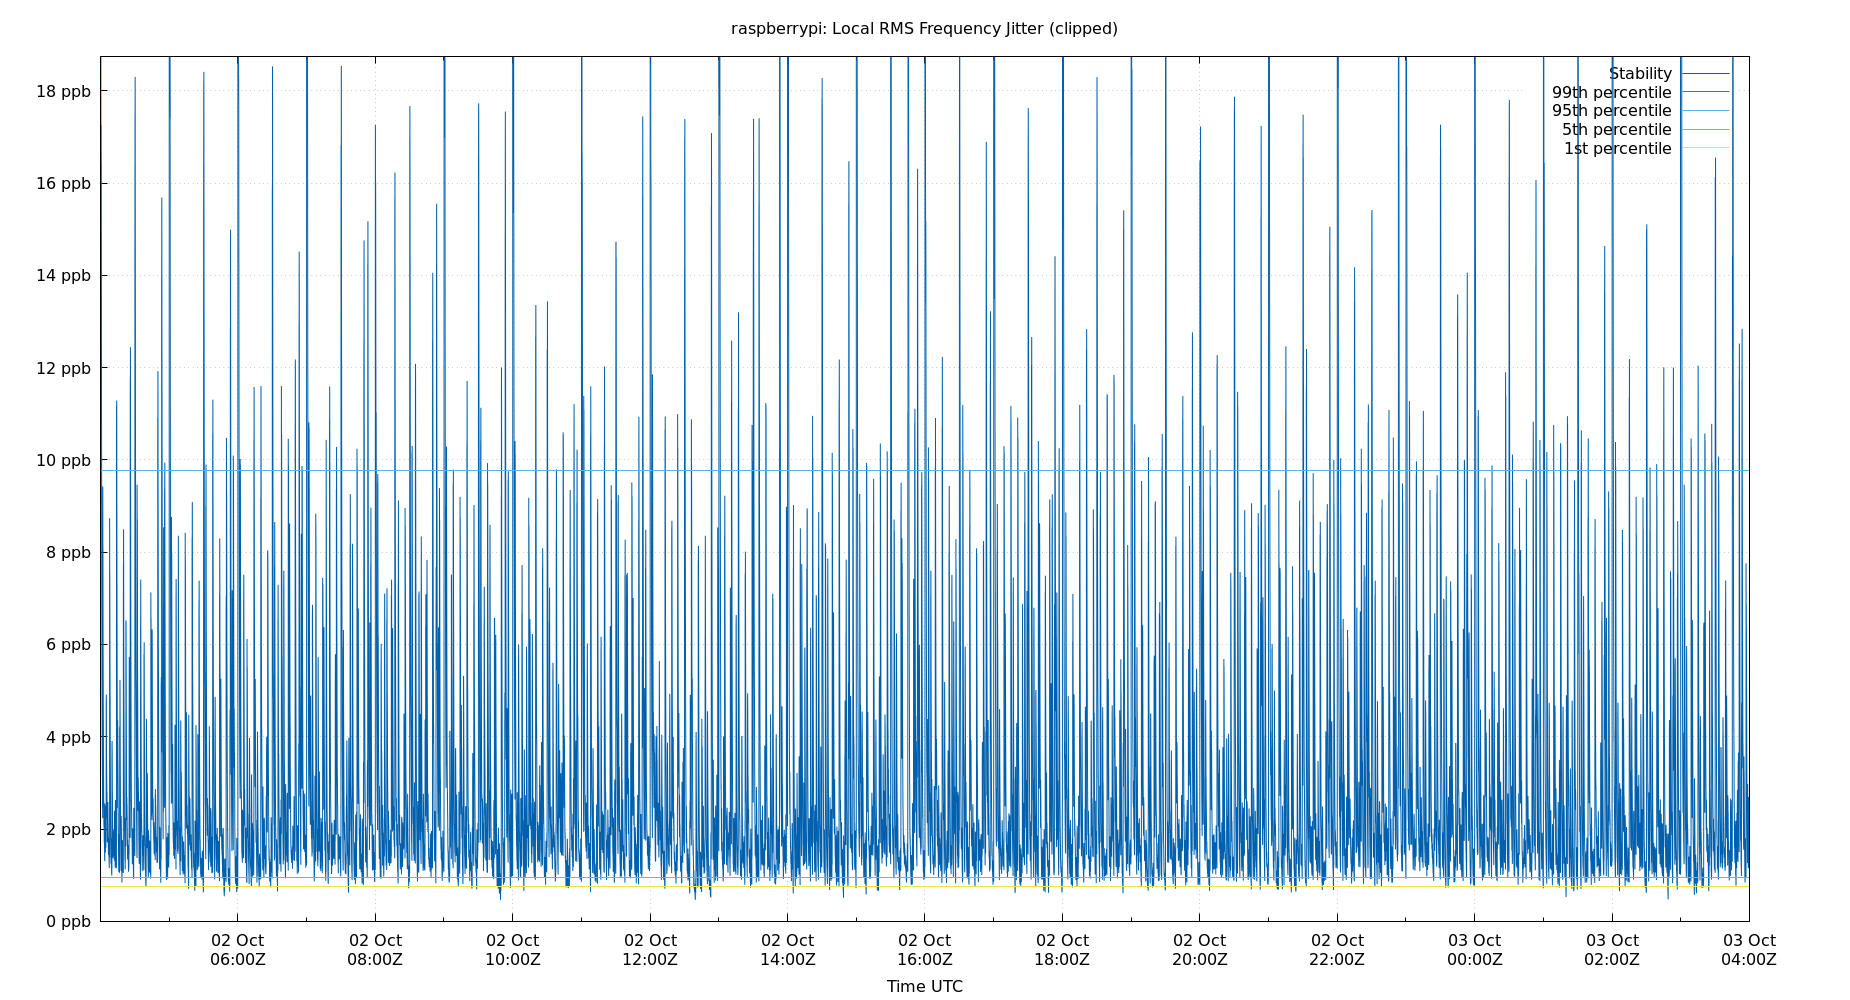 raspberrypi: Local RMS Frequency Jitter (clipped)
Stability
99th percentile
95th percentile
5th percentile
1st percentile
18 ppb
16 ppb
14 ppb
12 ppb
10 ppb
8 ppb
6 ppb
4 ppb
2 ppb
0 ppb
02 Oct 02 Oct 02 Oct 02 Oct 02 Oct 02 Oct 02 Oct 02 Oct 02 Oct 03 Oct 03 Oct 03 Oct
06:00Z 08:00Z 10:00Z 12:00Z 14:00Z 16:00Z 18:00Z 20:00Z 22:00Z 00:00Z 02:00Z 04:00Z
Time UTC